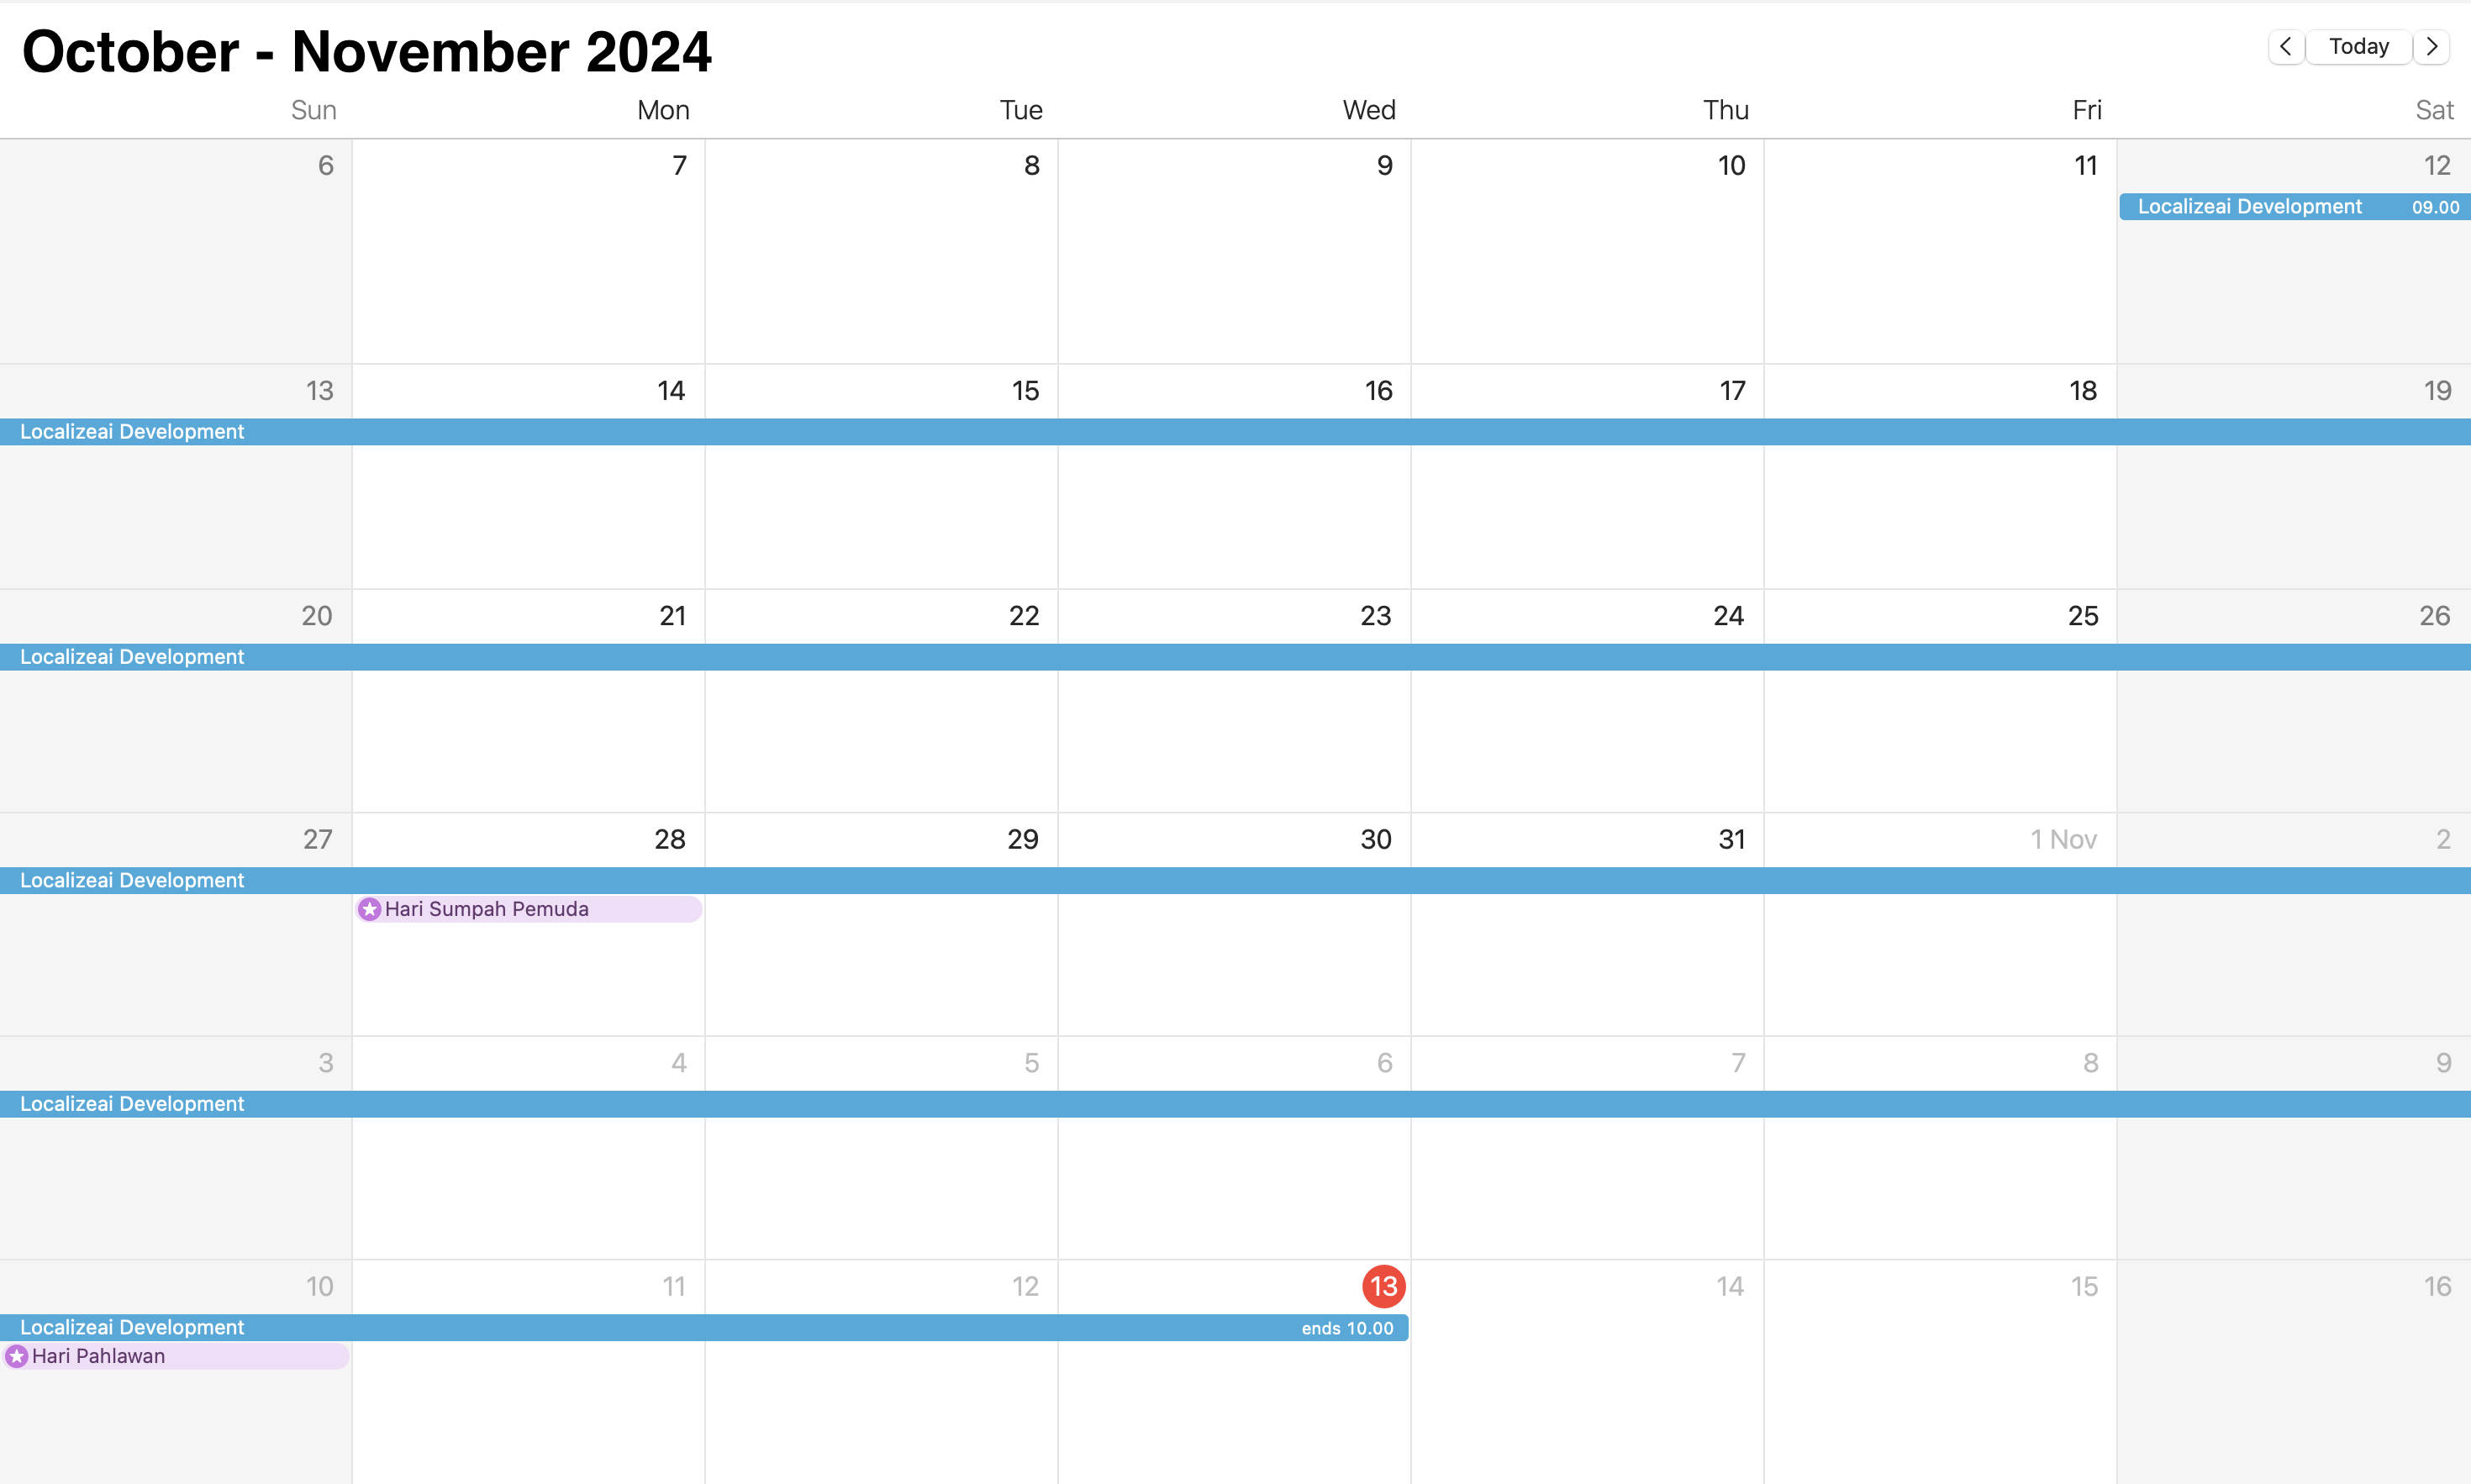 October - November 2024
Today
Sun Mon Tue Wed Thu Fri Sat
6 7 8 9 10 11 12
Localizeai Development 09.00
13 14 15 16 17 18 19
Localizeai Development
20 21 22 23 24 25 26
Localizeai Development
27 28 29 30 31 1 Nov 2
Localizeai Development
Hari Sumpah Pemuda
3 4 5 6 7 8 9
Localizeai Development
10 11 12 13 14 15 16
Localizeai Development ends 10.00
Hari Pahlawan